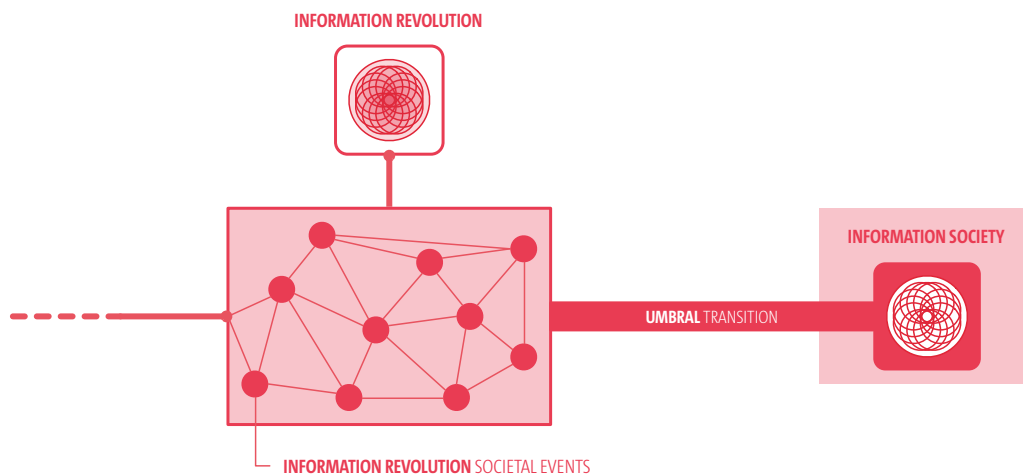 INFORMATION REVOLUTION
INFORMATION SOCIETY
UMBRAL TRANSITION
INFORMATION REVOLUTION SOCIETAL EVENTS